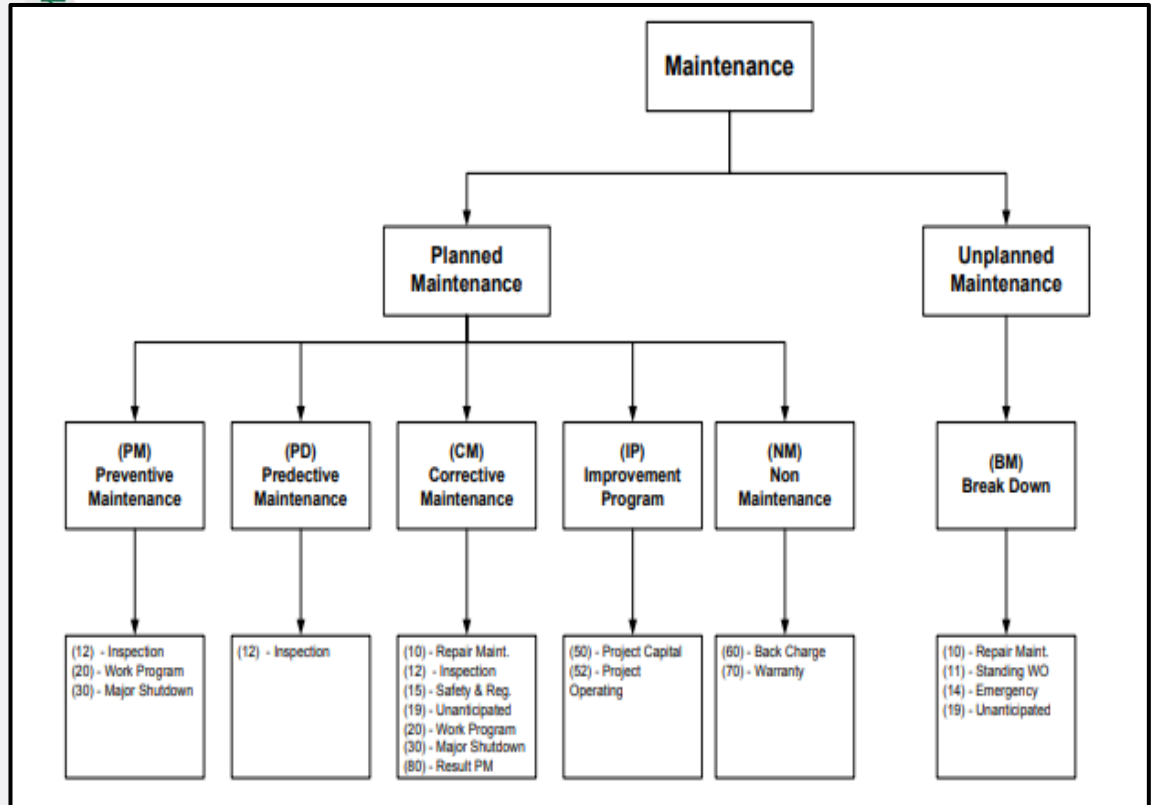 Maintenance
Planned
Maintenance
Unplanned
Maintenance
(PM)
Preventive
Maintenance
(PD)
Predective
Maintenance
(CM)
Corrective
Maintenance
(IP)
Improvement
Program
(NM)
Non
Maintenance
(BM)
Break Down
(12) - Inspection
(20) - Work Program
(30) - Major Shutdown
(12) - Inspection
(10) - Repair Maint.
(12) - Inspection
(15) - Safety & Reg.
(19) - Unanticipated
(20) - Work Program
(30) - Major Shutdown
(80) - Result PM
(50) - Project Capital
(52) - Project
Operating
(60) - Back Charge
(70) - Warranty
(10) - Repair Maint.
(11) - Standing WO
(14) - Emergency
(19) - Unanticipated